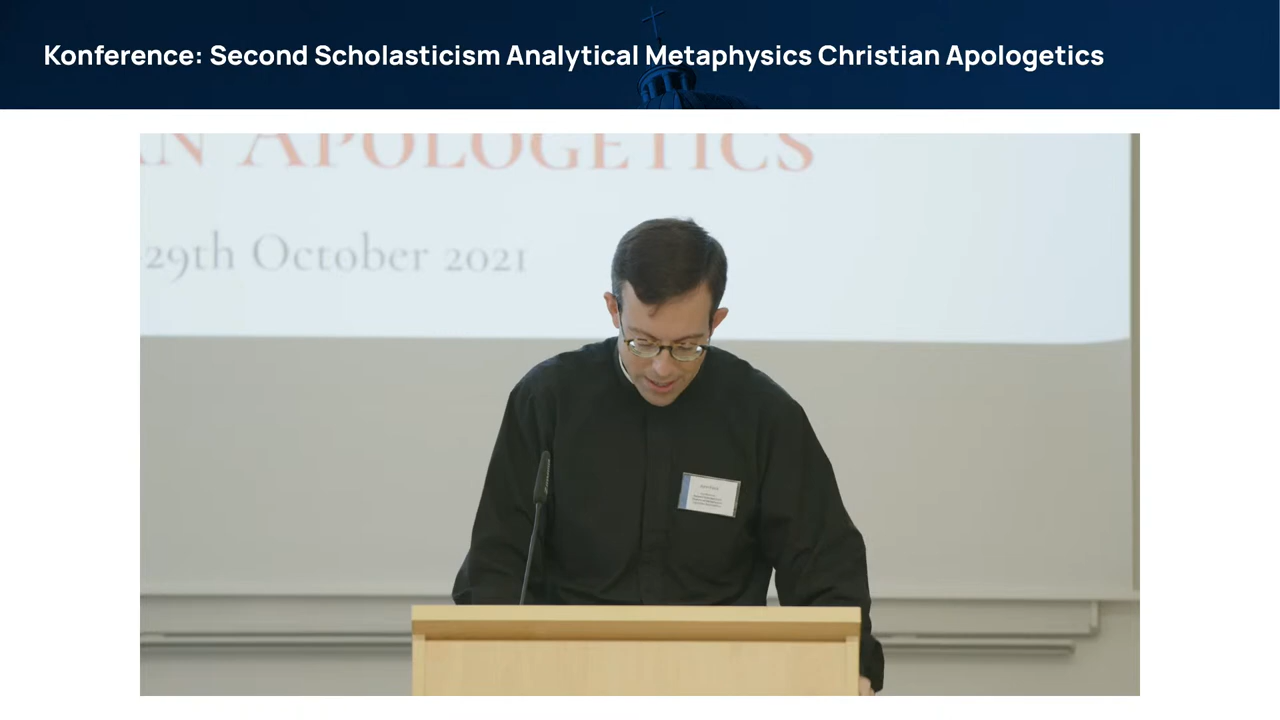 Konference: Second Scholasticism Analytical Metaphysics Christian Apologetics
AN APOLOGETICS
-29th October 2021